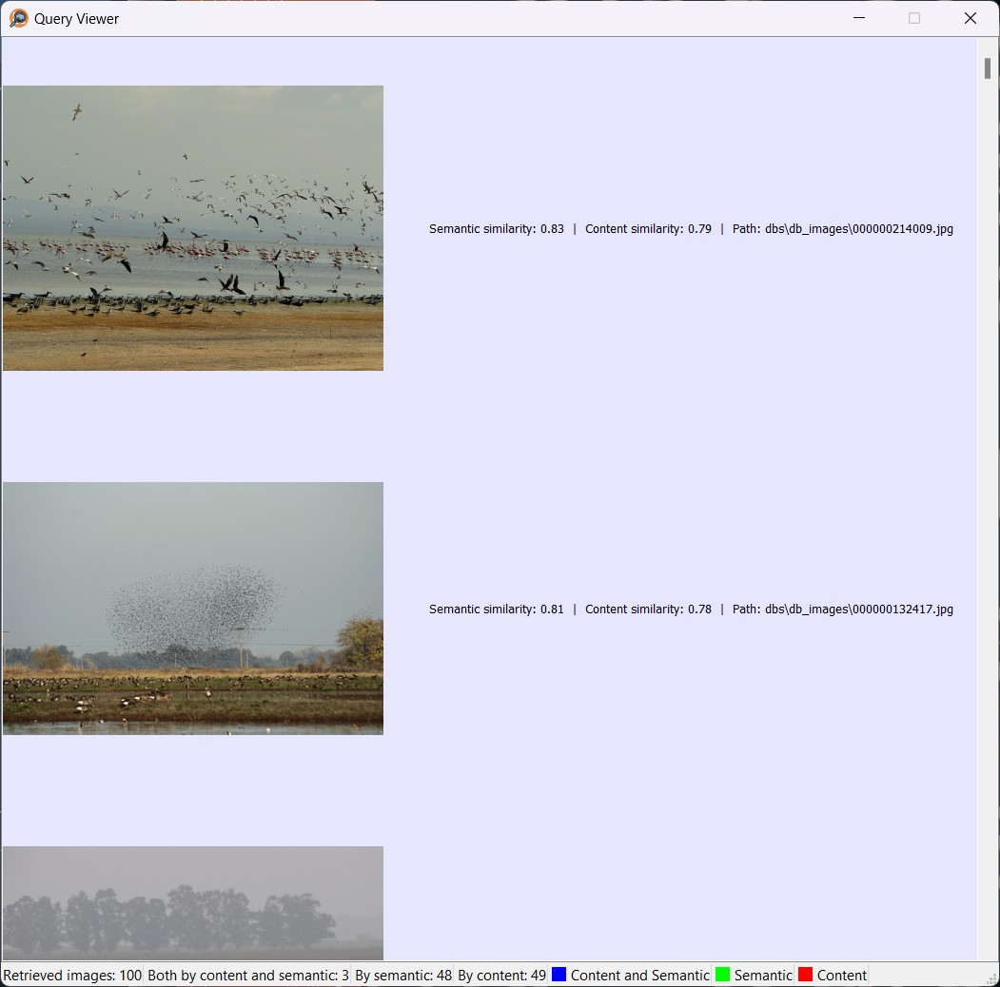 Query Viewer
Semantic similarity: 0.83 | Content similarity: 0.79 | Path: dbs\db_images\000000214009.jpg
Semantic similarity: 0.81 | Content similarity: 0.78 | Path: dbs\db_images\000000132417.jpg
Retrieved images: 100 Both by content and semantic: 3 By semantic: 48 By content: 49 Content and Semantic Semantic Content